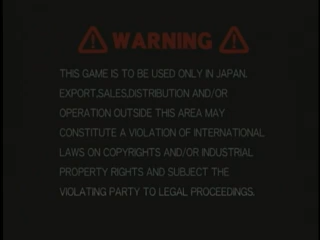 WARNING
THIS GAME IS TO BE USED ONLY IN JAPAN.
EXPORT,SALES,DISTRIBUTION AND/OR
OPERATION OUTSIDE THIS AREA MAY
CONSTITUTE A VIOLATION OF INTERNATIONAL
LAWS ON COPYRIGHTS AND/OR INDUSTRIAL
PROPERTY RIGHTS AND SUBJECT THE
VIOLATING PARTY TO LEGAL PROCEEDINGS.